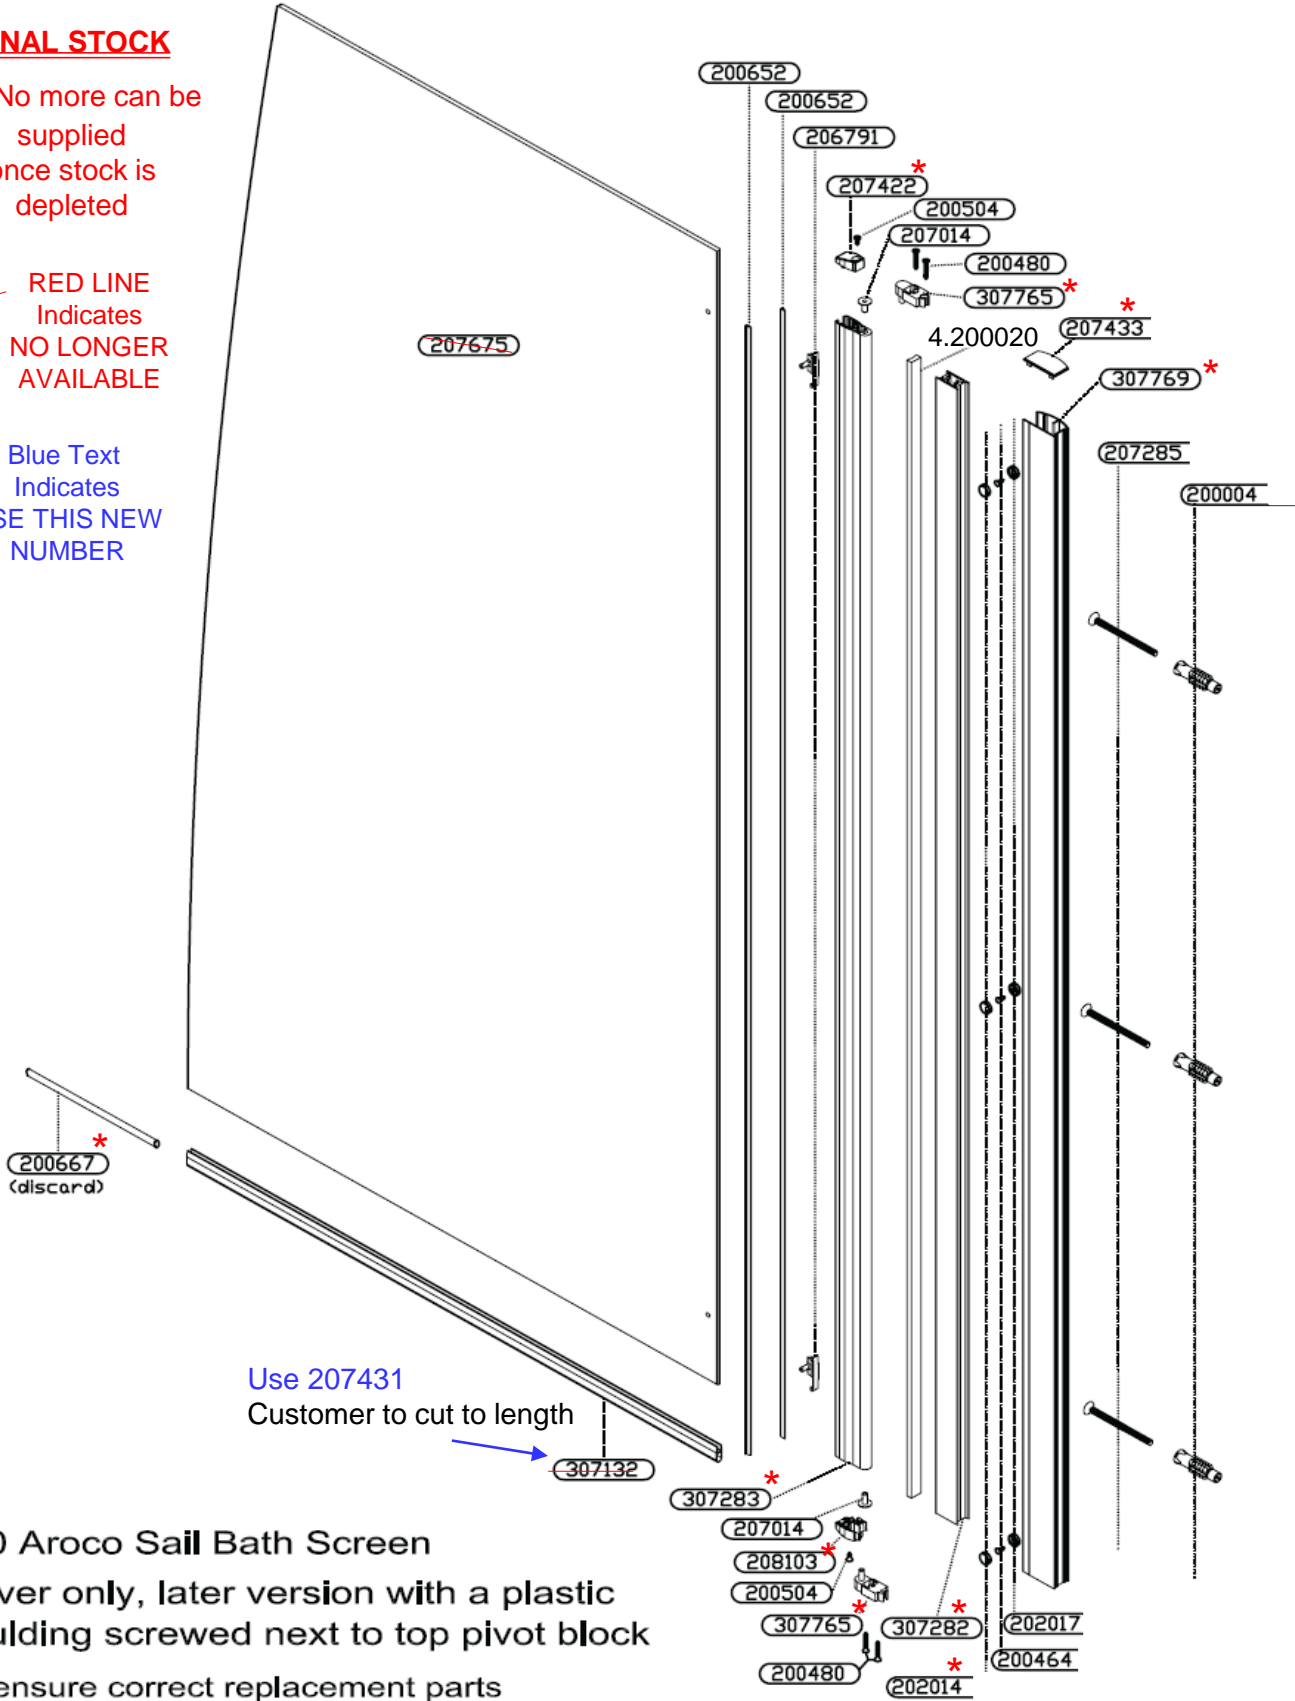 NAL STOCK
No more can be
supplied
once stock is
depleted
RED LINE
Indicates
NO LONGER
AVAILABLE
Blue Text
Indicates
SE THIS NEW
NUMBER
200652
200652
206791
207422 *
200504
207014
200480
307765 *
4.200020
207433 *
307769 *
207285
200004
207675
200667 *
(discard)
Use 207431
Customer to cut to length
307132
307283 *
207014
208103 *
200504
307765 *
200480
307282 *
202017
200464
202014 *
0 Aroco Sail Bath Screen
ver only, later version with a plastic
ulding screwed next to top pivot block
ensure correct replacement parts